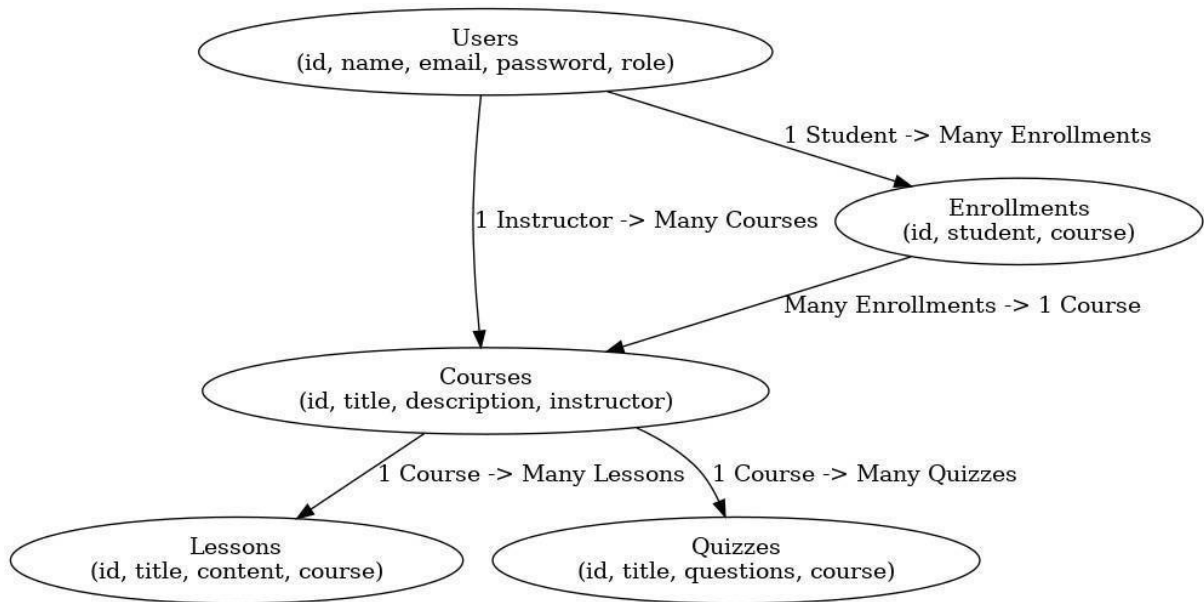 Users
(id, name, email, password, role)
1 Student -> Many Enrollments
1 Instructor -> Many Courses
Enrollments
(id, student, course)
Many Enrollments -> 1 Course
Courses
(id, title, description, instructor)
1 Course -> Many Lessons
1 Course -> Many Quizzes
Lessons
(id, title, content, course)
Quizzes
(id, title, questions, course)